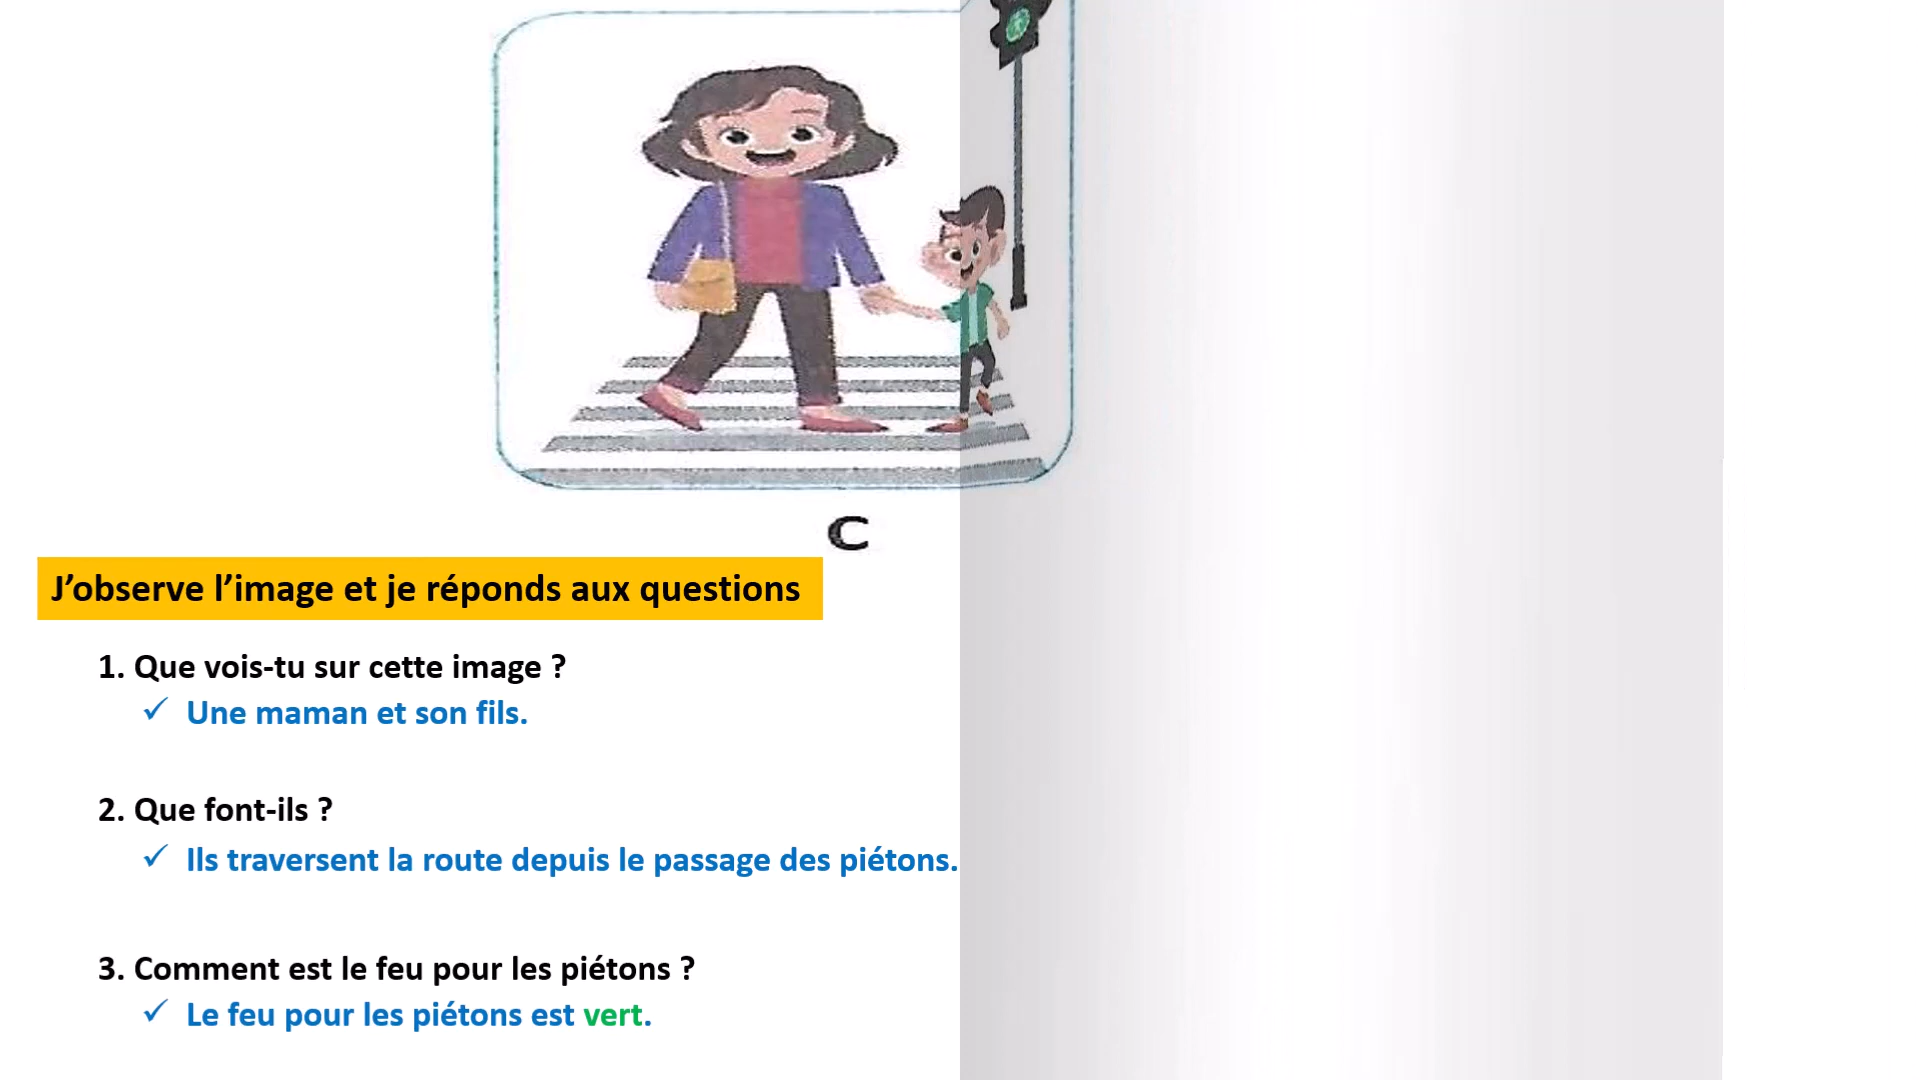 C
J’observe l’image et je réponds aux questions
1. Que vois-tu sur cette image ?
✓ Une maman et son fils.
2. Que font-ils ?
✓ Ils traversent la route depuis le passage des piétons.
3. Comment est le feu pour les piétons ?
✓ Le feu pour les piétons est vert.